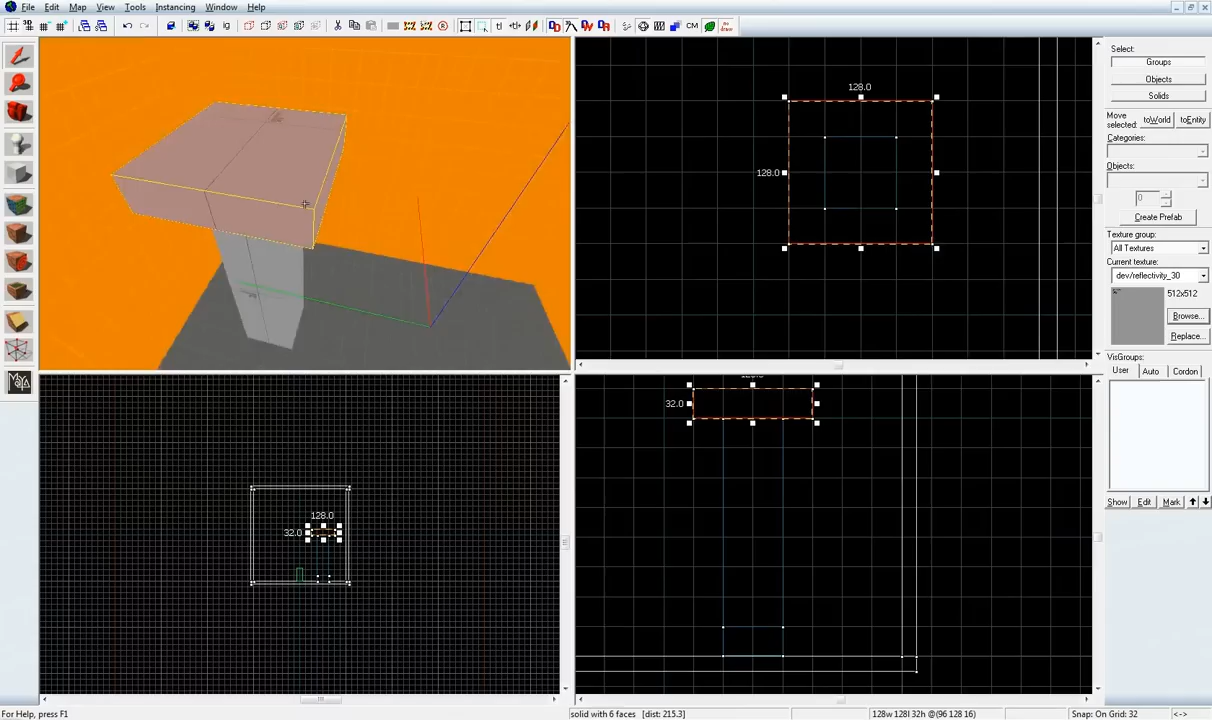 File Edit Map View Tools Instancing Window Help
CM
Select:
Groups
Objects
Solids
Move selected: toWorld toEntity
Categories:
Objects:
0
Create Prefab
Texture group:
All Textures
Current texture:
dev/reflectivity_30
512x512
Browse...
Replace...
VisGroups:
User Auto Cordon
Show Edit Mark
128.0
128.0
32.0
128.0
32.0
For Help, press F1
solid with 6 faces [dist: 215.3]
128w 128l 32h @(96 128 16)
Snap: On Grid: 32
<->